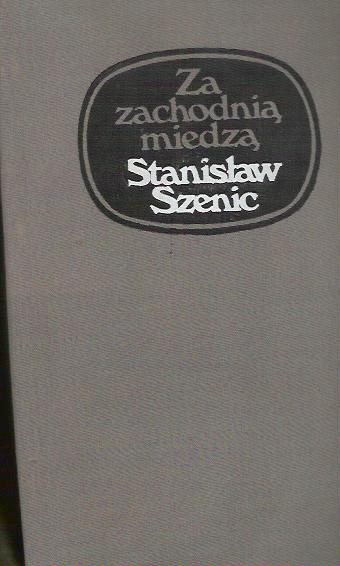 Za
zachodnią
miedzą
Stanisław
Szenic